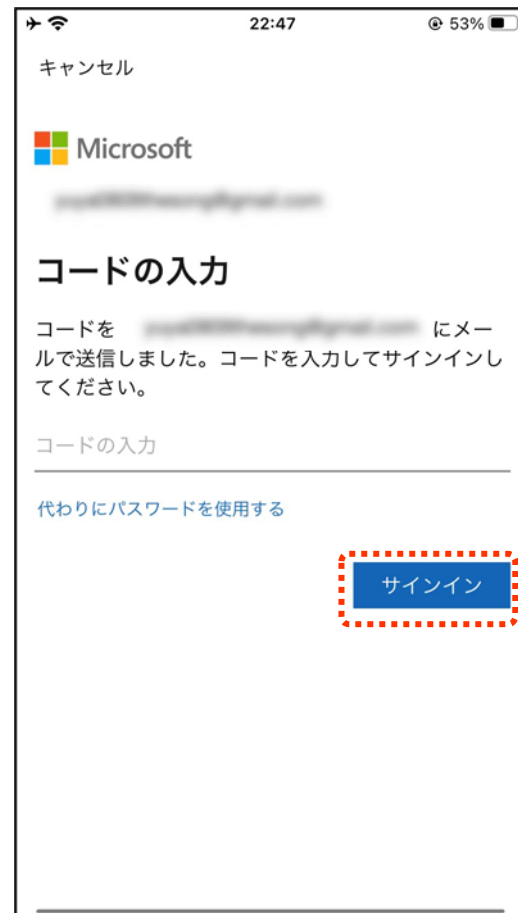 22:47
53%
キャンセル
Microsoft
コードの入力
コードを にメー
ルで送信しました。コードを入力してサインインし
てください。
コードの入力
代わりにパスワードを使用する
サインイン